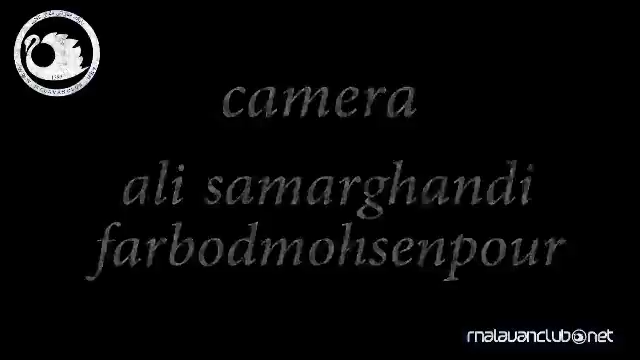 camera
ali samarghandi
farbodmohsenpour
malavanclub.net